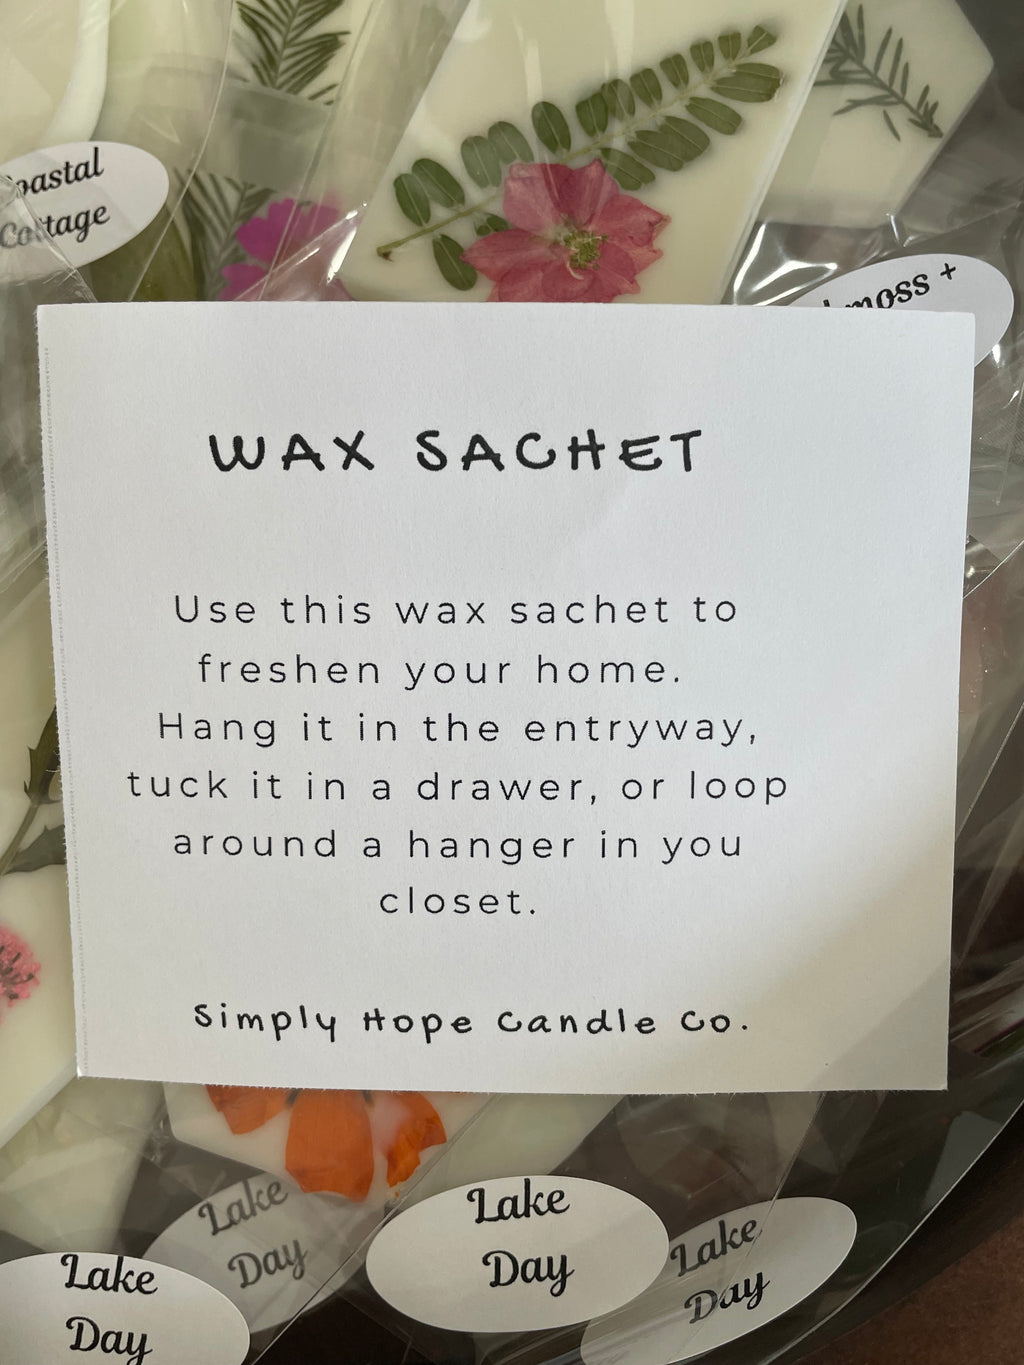 Cottage
moss +
WAX SACHET
Use this wax sachet to
freshen your home.
Hang it in the entryway,
tuck it in a drawer, or loop
around a hanger in you
closet.
Simply Hope Candle Co.
Lake
Day
Lake
Day
Lake
Day
Lake
Day